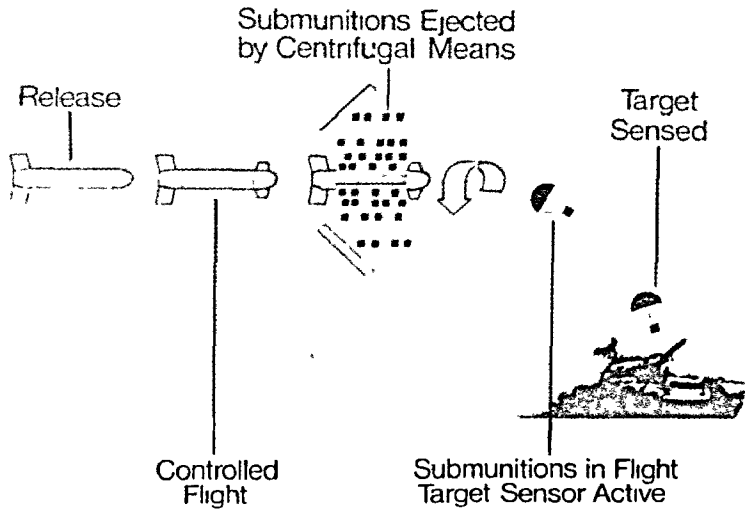 Submunitions Ejected
by Centrifugal Means
Release
Target
Sensed
Controlled
Flight
Submunitions in Flight
Target Sensor Active